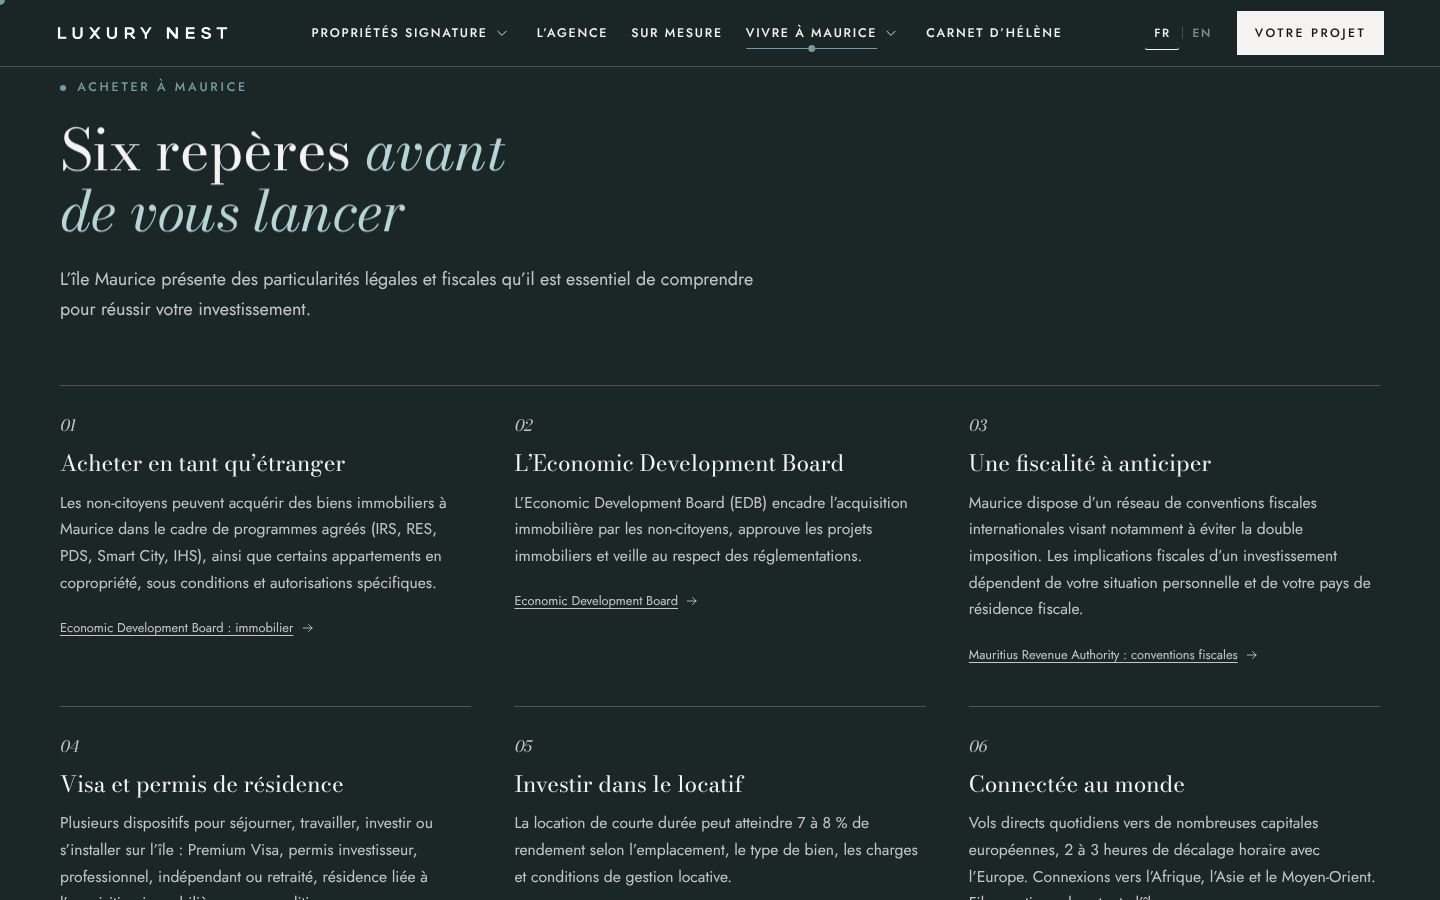 LUXURY NEST
PROPRIÉTÉS SIGNATURE
L’AGENCE
SUR MESURE
VIVRE À MAURICE
CARNET D’HÉLÈNE
FR
EN
VOTRE PROJET
ACHETER À MAURICE
Six repères avant
de vous lancer
L’île Maurice présente des particularités légales et fiscales qu’il est essentiel de comprendre
pour réussir votre investissement.
01
Acheter en tant qu’étranger
Les non-citoyens peuvent acquérir des biens immobiliers à
Maurice dans le cadre de programmes agréés (IRS, RES,
PDS, Smart City, IHS), ainsi que certains appartements en
copropriété, sous conditions et autorisations spécifiques.
Economic Development Board : immobilier →
02
L’Economic Development Board
L’Economic Development Board (EDB) encadre l’acquisition
immobilière par les non-citoyens, approuve les projets
immobiliers et veille au respect des réglementations.
Economic Development Board →
03
Une fiscalité à anticiper
Maurice dispose d’un réseau de conventions fiscales
internationales visant notamment à éviter la double
imposition. Les implications fiscales d’un investissement
dépendent de votre situation personnelle et de votre pays de
résidence fiscale.
Mauritius Revenue Authority : conventions fiscales →
04
Visa et permis de résidence
Plusieurs dispositifs pour séjourner, travailler, investir ou
s’installer sur l’île : Premium Visa, permis investisseur,
professionnel, indépendant ou retraité, résidence liée à
05
Investir dans le locatif
La location de courte durée peut atteindre 7 à 8 % de
rendement selon l’emplacement, le type de bien, les charges
et conditions de gestion locative.
06
Connectée au monde
Vols directs quotidiens vers de nombreuses capitales
européennes, 2 à 3 heures de décalage horaire avec
l’Europe. Connexions vers l’Afrique, l’Asie et le Moyen-Orient.